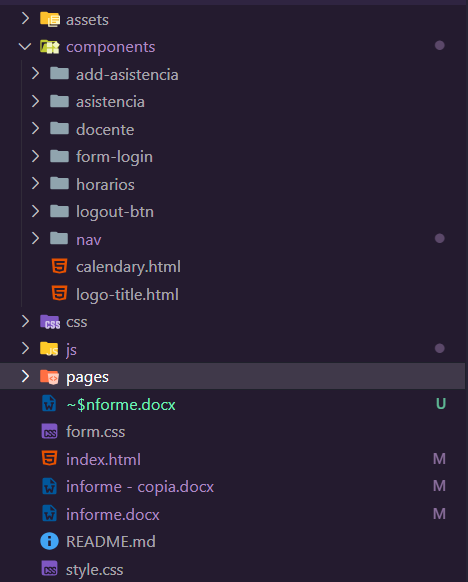 assets
components
add-asistencia
asistencia
docente
form-login
horarios
logout-btn
nav
calendary.html
logo-title.html
css
js
pages
~$nforme.docx U
form.css
index.html M
informe - copia.docx M
informe.docx M
README.md
style.css